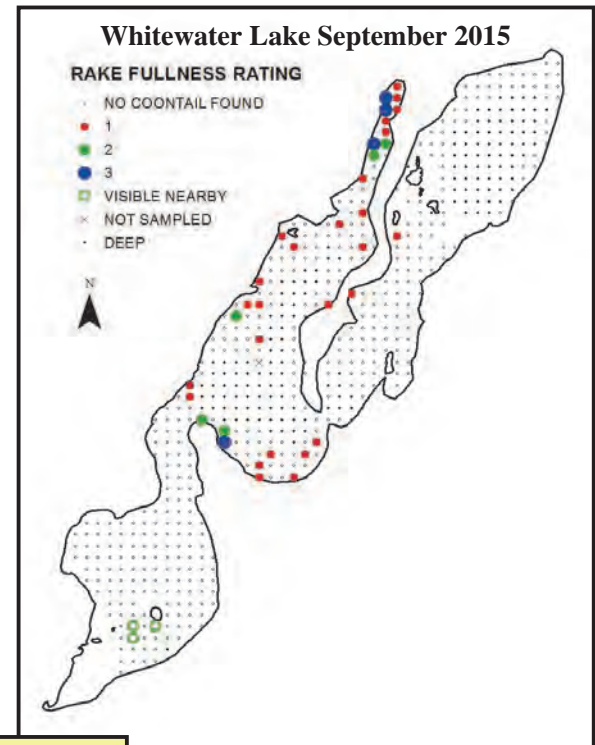 Whitewater Lake September 2015
RAKE FULLNESS RATING
NO COONTAIL FOUND
1
2
3
VISIBLE NEARBY
NOT SAMPLED
DEEP
N